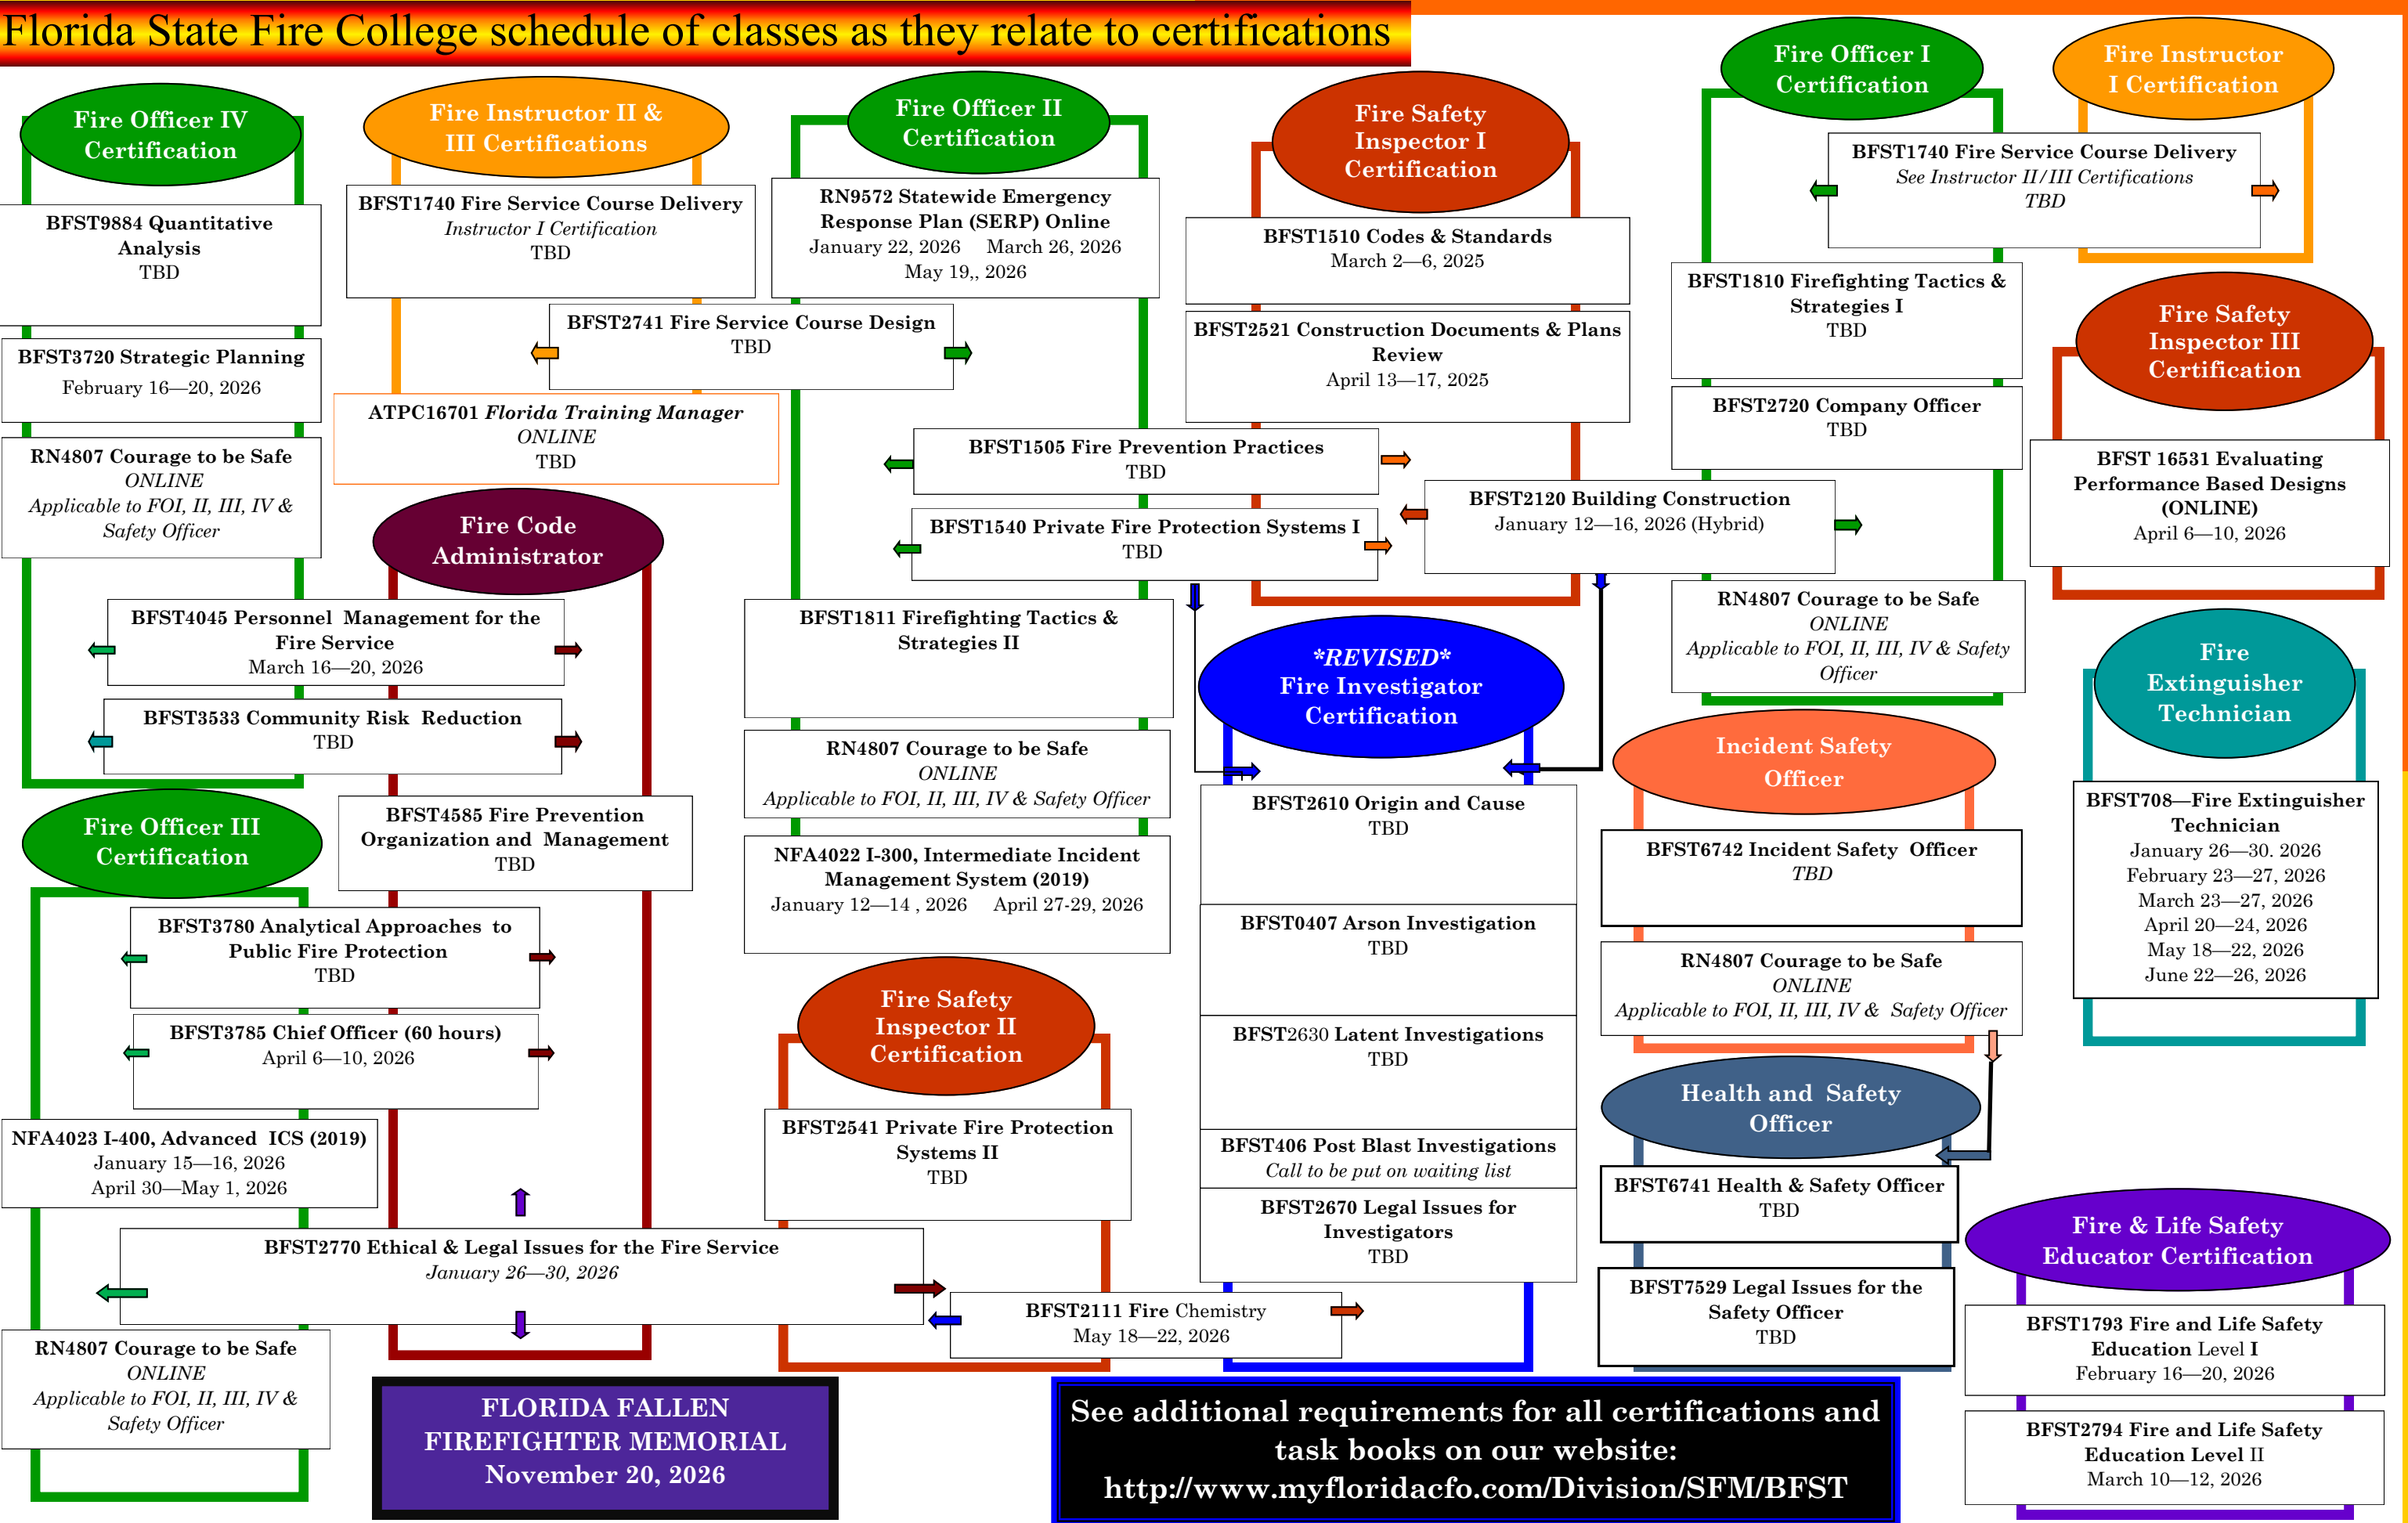 Florida State Fire College schedule of classes as they relate to certifications
Fire Officer IV
Certification
BFST9884 Quantitative
Analysis
TBD
BFST3720 Strategic Planning
February 16—20, 2026
RN4807 Courage to be Safe
ONLINE
Applicable to FOI, II, III, IV &
Safety Officer
BFST4045 Personnel Management for the
Fire Service
March 16—20, 2026
BFST3533 Community Risk Reduction
TBD
Fire Officer III
Certification
BFST3780 Analytical Approaches to
Public Fire Protection
TBD
BFST3785 Chief Officer (60 hours)
April 6—10, 2026
NFA4023 I-400, Advanced ICS (2019)
January 15—16, 2026
April 30—May 1, 2026
BFST2770 Ethical & Legal Issues for the Fire Service
January 26—30, 2026
RN4807 Courage to be Safe
ONLINE
Applicable to FOI, II, III, IV &
Safety Officer
Fire Instructor II &
III Certifications
BFST1740 Fire Service Course Delivery
Instructor I Certification
TBD
BFST2741 Fire Service Course Design
TBD
ATPC16701 Florida Training Manager
ONLINE
TBD
Fire Code
Administrator
BFST4585 Fire Prevention
Organization and Management
TBD
FLORIDA FALLEN
FIREFIGHTER MEMORIAL
November 20, 2026
Fire Officer II
Certification
RN9572 Statewide Emergency
Response Plan (SERP) Online
January 22, 2026 March 26, 2026
May 19,, 2026
BFST1505 Fire Prevention Practices
TBD
BFST1540 Private Fire Protection Systems I
TBD
BFST1811 Firefighting Tactics &
Strategies II
RN4807 Courage to be Safe
ONLINE
Applicable to FOI, II, III, IV & Safety Officer
NFA4022 I-300, Intermediate Incident
Management System (2019)
January 12—14 , 2026 April 27-29, 2026
Fire Safety
Inspector II
Certification
BFST2541 Private Fire Protection
Systems II
TBD
BFST2111 Fire Chemistry
May 18—22, 2026
Fire Safety
Inspector I
Certification
BFST1510 Codes & Standards
March 2—6, 2025
BFST2521 Construction Documents & Plans
Review
April 13—17, 2025
BFST2120 Building Construction
January 12—16, 2026 (Hybrid)
*REVISED*
Fire Investigator
Certification
BFST2610 Origin and Cause
TBD
BFST0407 Arson Investigation
TBD
BFST2630 Latent Investigations
TBD
BFST406 Post Blast Investigations
Call to be put on waiting list
BFST2670 Legal Issues for
Investigators
TBD
See additional requirements for all certifications and
task books on our website:
http://www.myfloridacfo.com/Division/SFM/BFST
Fire Officer I
Certification
Fire Instructor
I Certification
BFST1740 Fire Service Course Delivery
See Instructor II/III Certifications
TBD
BFST1810 Firefighting Tactics &
Strategies I
TBD
BFST2720 Company Officer
TBD
RN4807 Courage to be Safe
ONLINE
Applicable to FOI, II, III, IV & Safety
Officer
Incident Safety
Officer
BFST6742 Incident Safety Officer
TBD
RN4807 Courage to be Safe
ONLINE
Applicable to FOI, II, III, IV & Safety Officer
Health and Safety
Officer
BFST6741 Health & Safety Officer
TBD
BFST7529 Legal Issues for the
Safety Officer
TBD
Fire Safety
Inspector III
Certification
BFST 16531 Evaluating
Performance Based Designs
(ONLINE)
April 6—10, 2026
Fire
Extinguisher
Technician
BFST708—Fire Extinguisher
Technician
January 26—30. 2026
February 23—27, 2026
March 23—27, 2026
April 20—24, 2026
May 18—22, 2026
June 22—26, 2026
Fire & Life Safety
Educator Certification
BFST1793 Fire and Life Safety
Education Level I
February 16—20, 2026
BFST2794 Fire and Life Safety
Education Level II
March 10—12, 2026